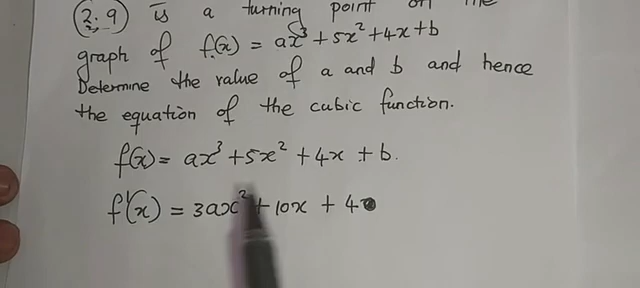 (2;9) is a turning point on the
graph of f(x) = ax³ + 5x² + 4x + b
Determine the value of a and b and hence
the equation of the cubic function.
f(x) = ax³ + 5x² + 4x + b.
f'(x) = 3ax² + 10x + 4